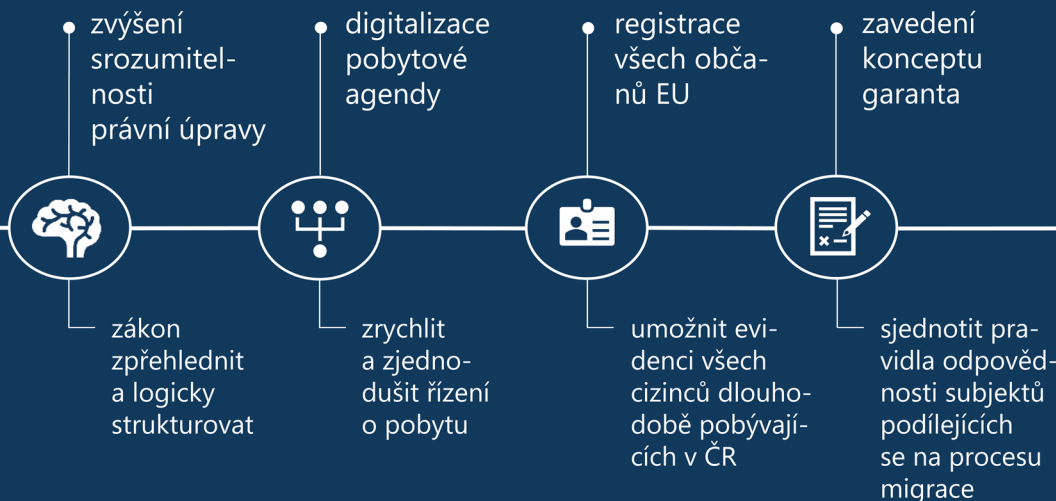 zvýšení
srozumitel-
nosti
právní úpravy
digitalizace
pobytové
agendy
registrace
všech obča-
nů EU
zavedení
konceptu
garanta
zákon
zpřehlednit
a logicky
strukturovat
zrychlit
a zjedno-
dušit řízení
o pobytu
umožnit evi-
denci všech
cizinců dlouho-
době pobývají-
cích v ČR
sjednotit pra-
vidla odpověd-
nosti subjektů
podílejících
se na procesu
migrace